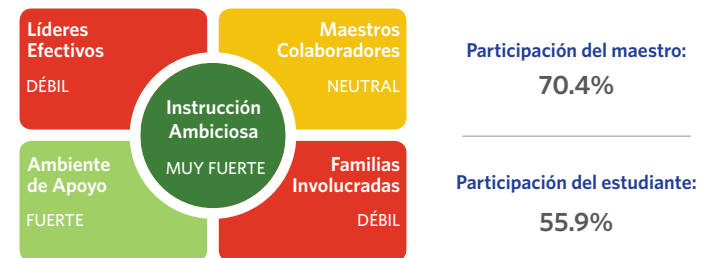 Líderes
Efectivos
DÉBIL
Maestros
Colaboradores
NEUTRAL
Instrucción
Ambiciosa
MUY FUERTE
Ambiente
de Apoyo
FUERTE
Familias
Involucradas
DÉBIL
Participación del maestro:
70.4%
Participación del estudiante:
55.9%